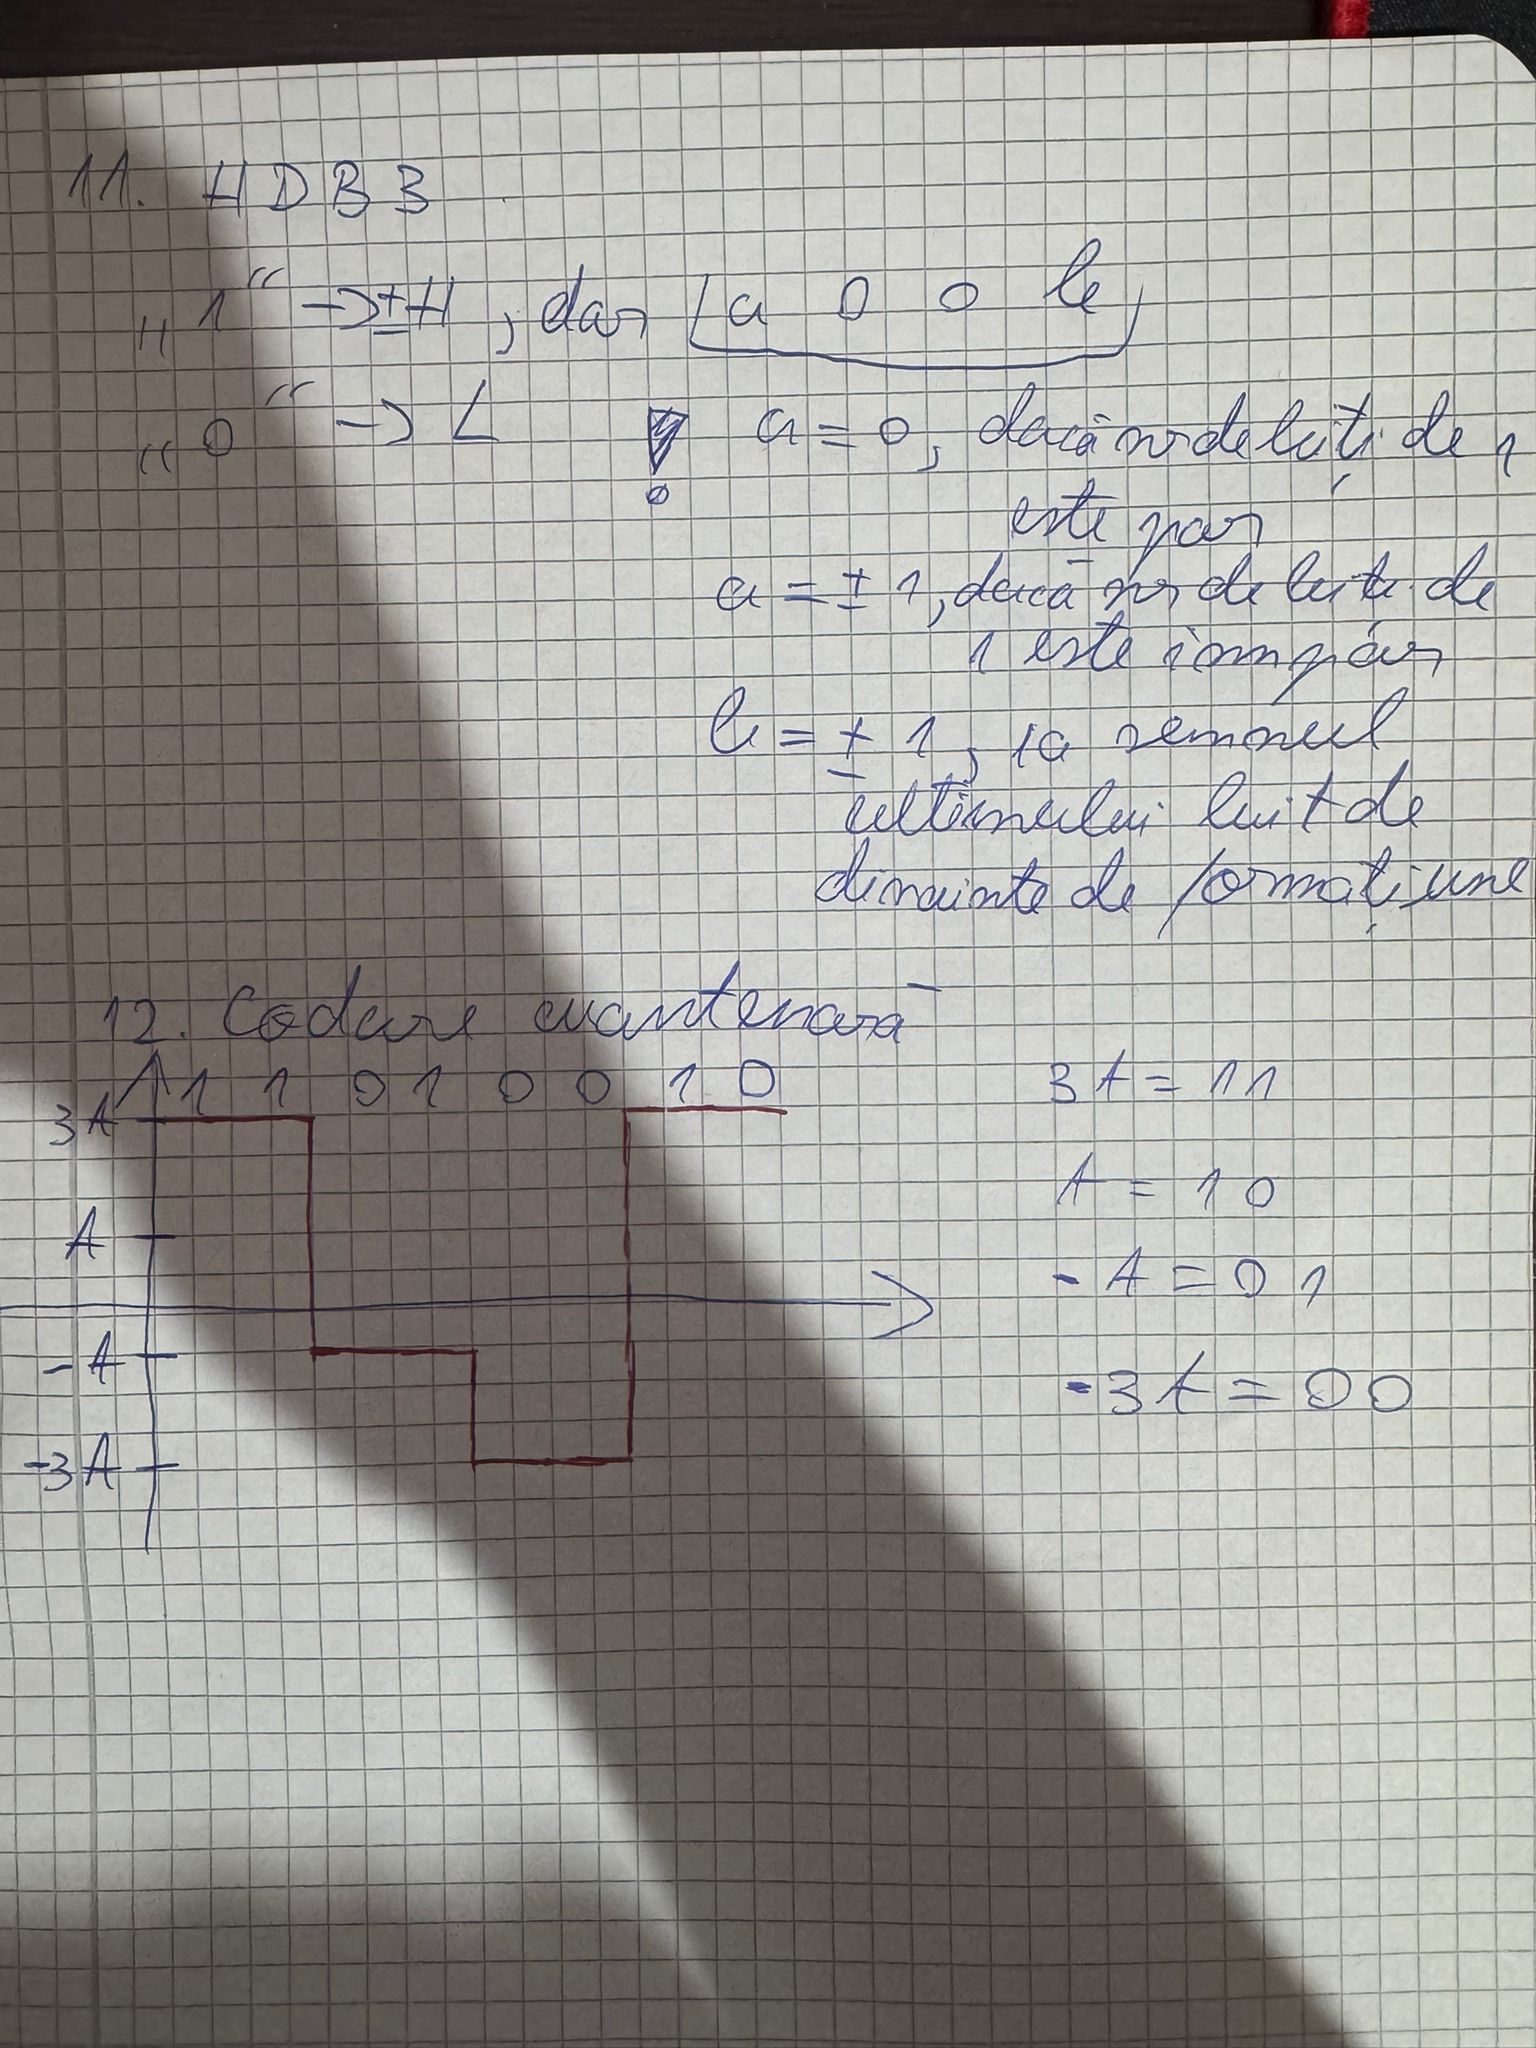 11. HDB3
„1“ → ±H, dar a 0 0 b
“0“ → L ! a = 0, dacă nr de biți de 1
este par
a = ± 1, dacă nr de biti de
1 este impar
b = ± 1, ia semnul
ultimului bit de
dinainte de formațiune
12. Codare cuantenară
1 1 0 1 0 0 1 0
3A
A
-A
-3A
3A = 11
A = 10
-A = 01
-3A = 00